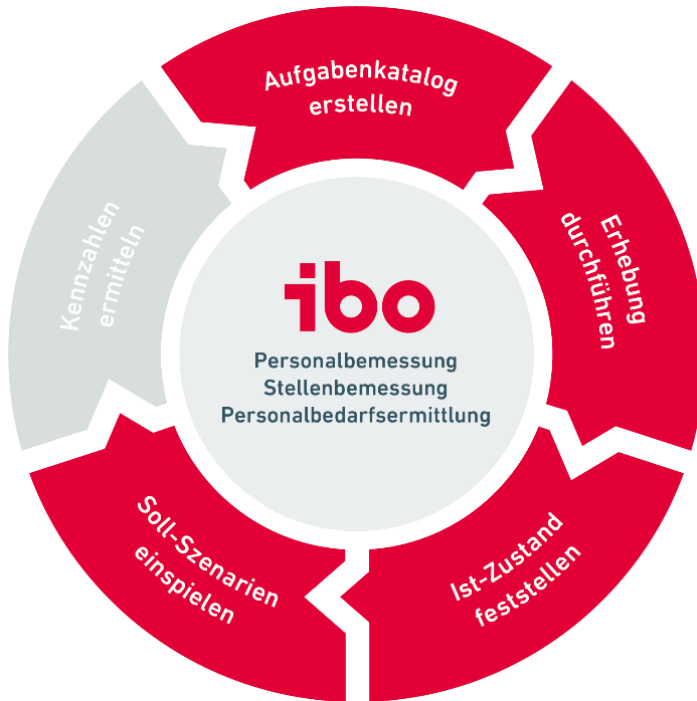 Aufgabenkatalog
erstellen
Erhebung
durchführen
Ist-Zustand
feststellen
Soll-Szenarien
einspielen
Kennzahlen
ermitteln
ibo
Personalbemessung
Stellenbemessung
Personalbedarfsermittlung